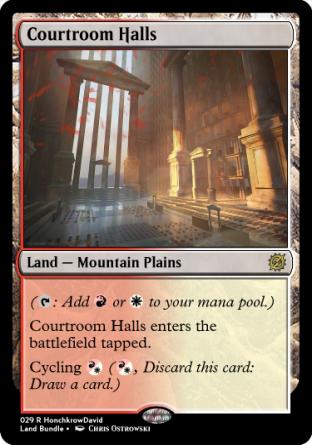 Courtroom Halls
Land — Mountain Plains
(: Add or to your mana pool.)
Courtroom Halls enters the
battlefield tapped.
Cycling (, Discard this card:
Draw a card.)
029 R HonchkrowDavid
Land Bundle • Chris Ostrowski